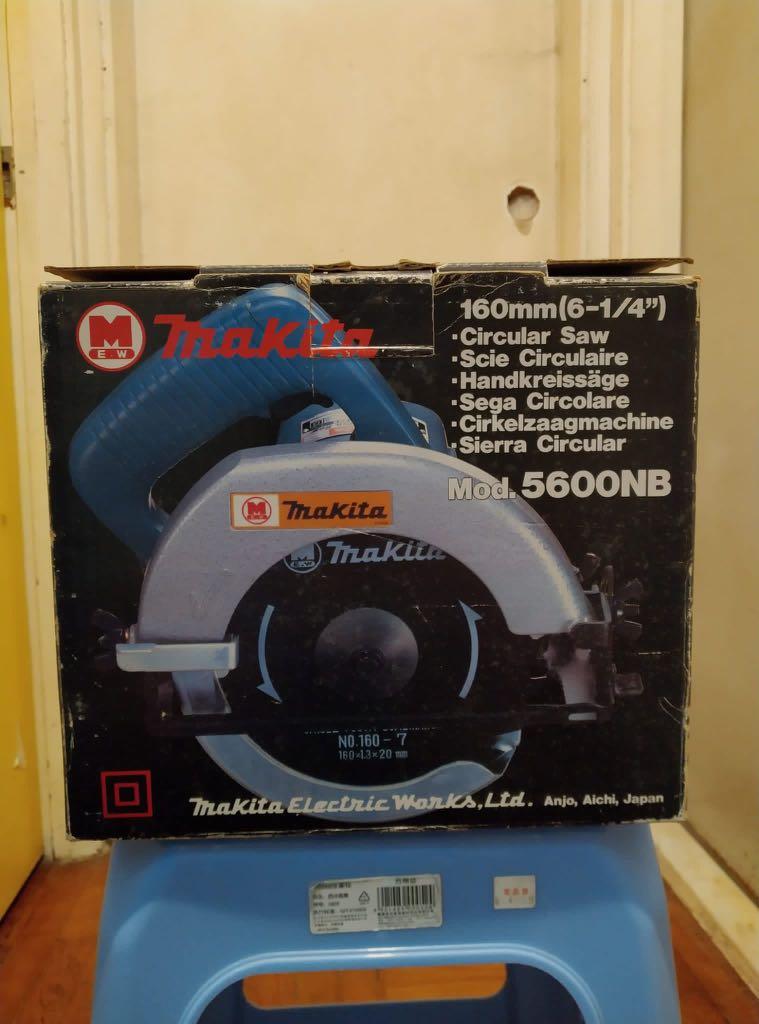 M
E W
Makita
160mm(6-1/4")
·Circular Saw
·Scie Circulaire
·Handkreissäge
·Sega Circolare
·Cirkelzaagmachine
·Sierra Circular
Mod. 5600NB
Makita
Makita
NO.160-7
160×1.3×20 mm
Makita Electric Works, Ltd. Anjo, Aichi, Japan